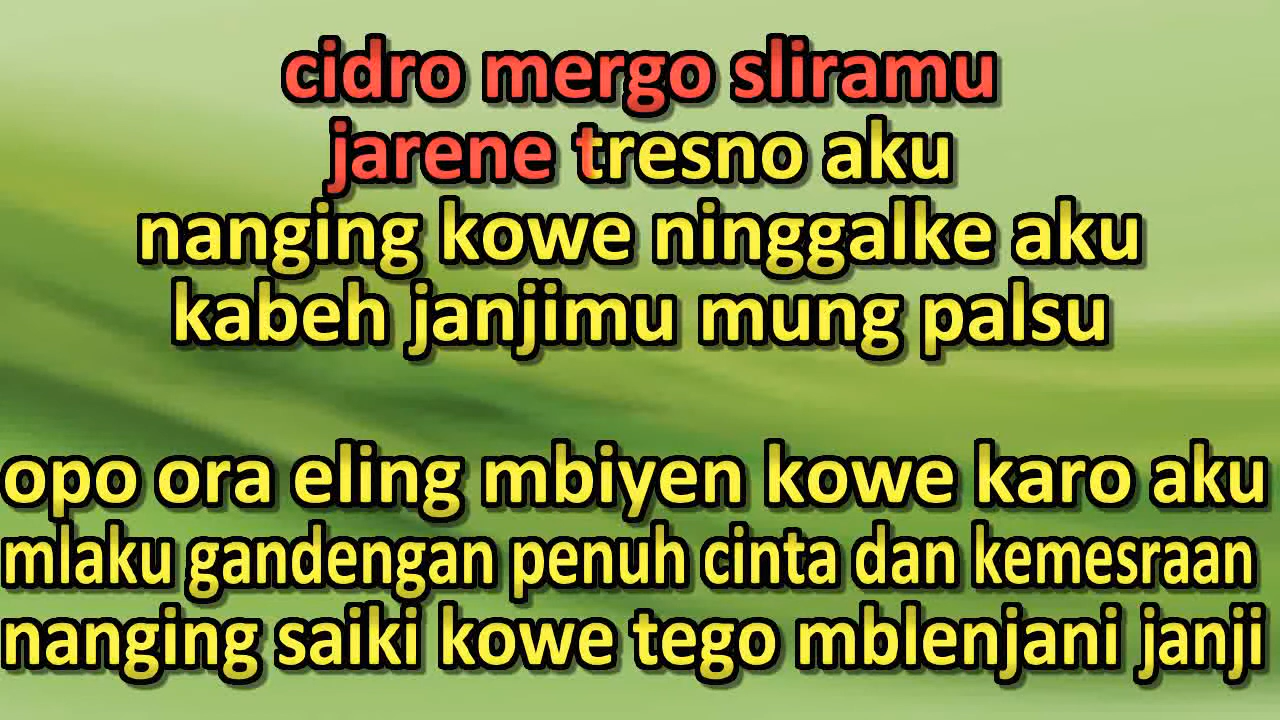 cidro mergo sliramu
jarene tresno aku
nanging kowe ninggalke aku
kabeh janjimu mung palsu
opo ora eling mbiyen kowe karo aku
mlaku gandengan penuh cinta dan kemesraan
nanging saiki kowe tego mblenjani janji